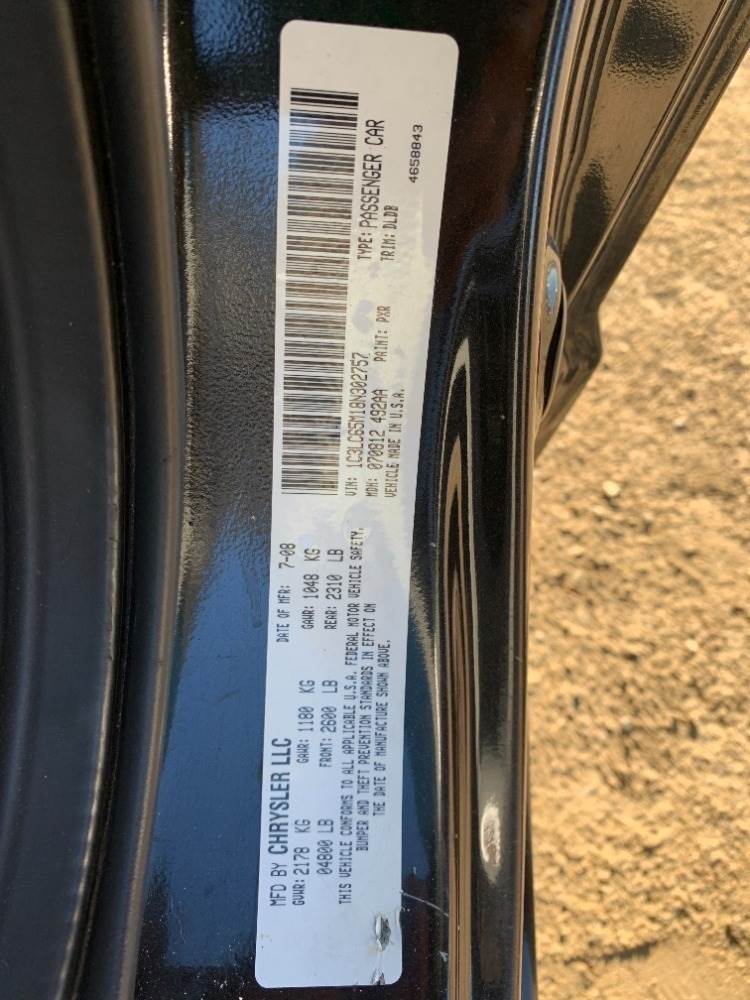 MFD BY CHRYSLER LLC
DATE OF MFR: 7-08
GVWR: 2178 KG
GAWR: 1180 KG
GAWR: 1048 KG
04800 LB
FRONT: 2600 LB
REAR: 2310 LB
THIS VEHICLE CONFORMS TO ALL APPLICABLE U.S.A. FEDERAL MOTOR VEHICLE SAFETY,
BUMPER AND THEFT PREVENTION STANDARDS IN EFFECT ON
THE DATE OF MANUFACTURE SHOWN ABOVE.
VIN: 1C3LC65M18N302757
TYPE: PASSENGER CAR
MDH: 070812 492AA
PAINT: PXR
TRIM: DLDB
VEHICLE MADE IN U.S.A.
4658843